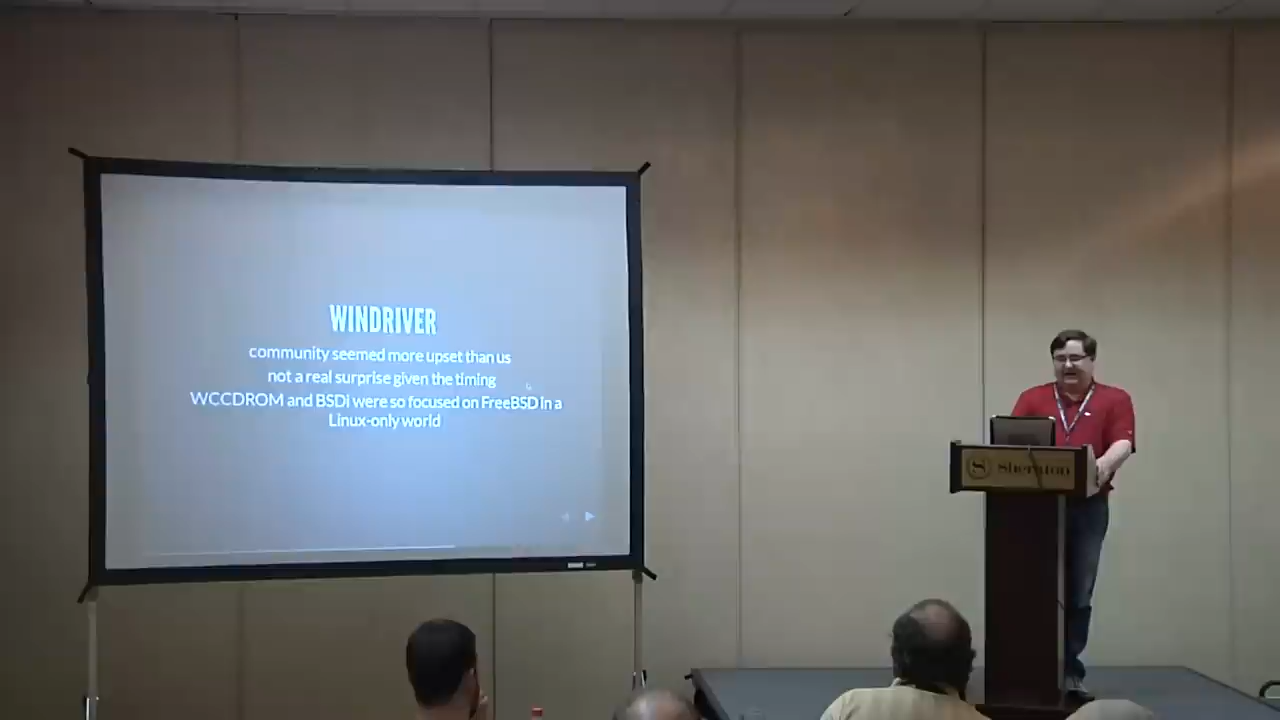 WINDRIVER
community seemed more upset than us
not a real surprise given the timing
WCCDROM and BSDi were so focused on FreeBSD in a
Linux-only world
S Sheraton